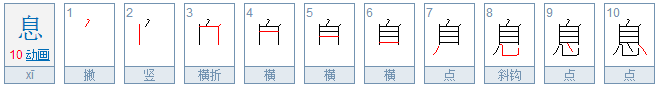 息 1 2 3 4 5 6 7 8 9 10
10 动画
xī 撇 竖 横折 横 横 横 点 斜钩 点 点